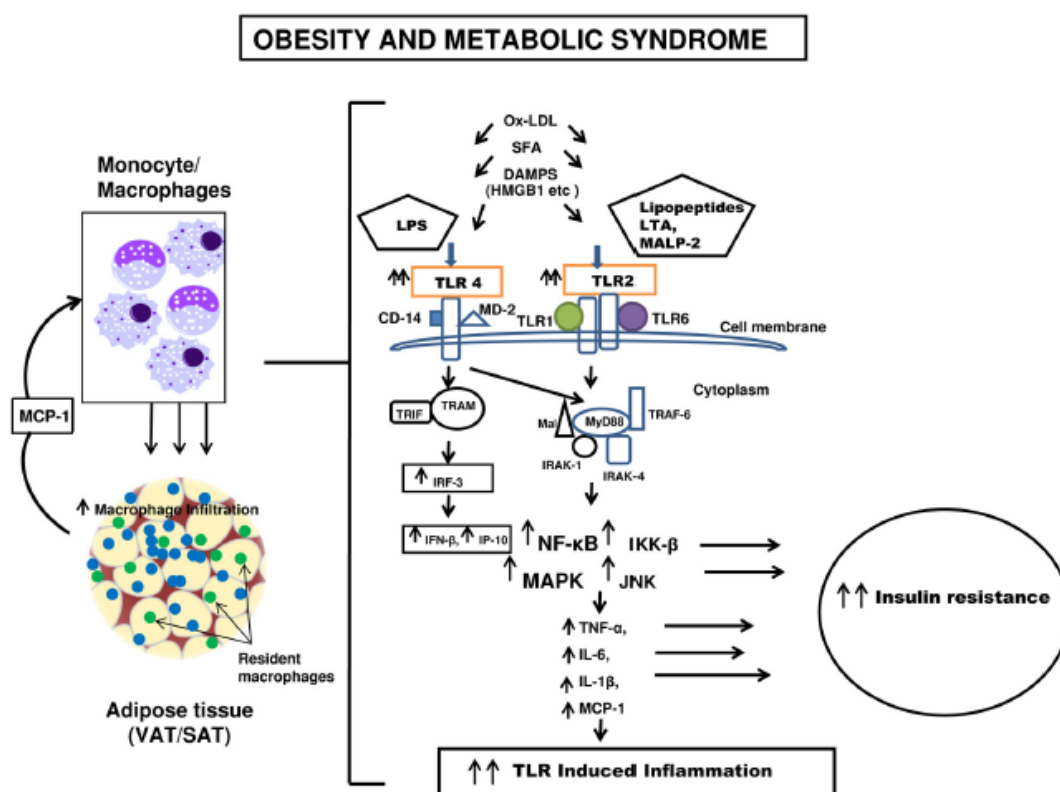 OBESITY AND METABOLIC SYNDROME
Monocyte/
Macrophages
MCP-1
Macrophage Infiltration
Resident
macrophages
Adipose tissue
(VAT/SAT)
Ox-LDL
SFA
DAMPS
(HMGB1 etc )
LPS
Lipopeptides
LTA,
MALP-2
TLR 4
TLR2
CD-14
MD-2
TLR1
TLR6
Cell membrane
Cytoplasm
TRIF
TRAM
Mal
MyD88
TRAF-6
IRAK-1
IRAK-4
IRF-3
IFN-β, IP-10
NF-κB IKK-β
MAPK JNK
Insulin resistance
TNF-α,
IL-6,
IL-1β,
MCP-1
TLR Induced Inflammation